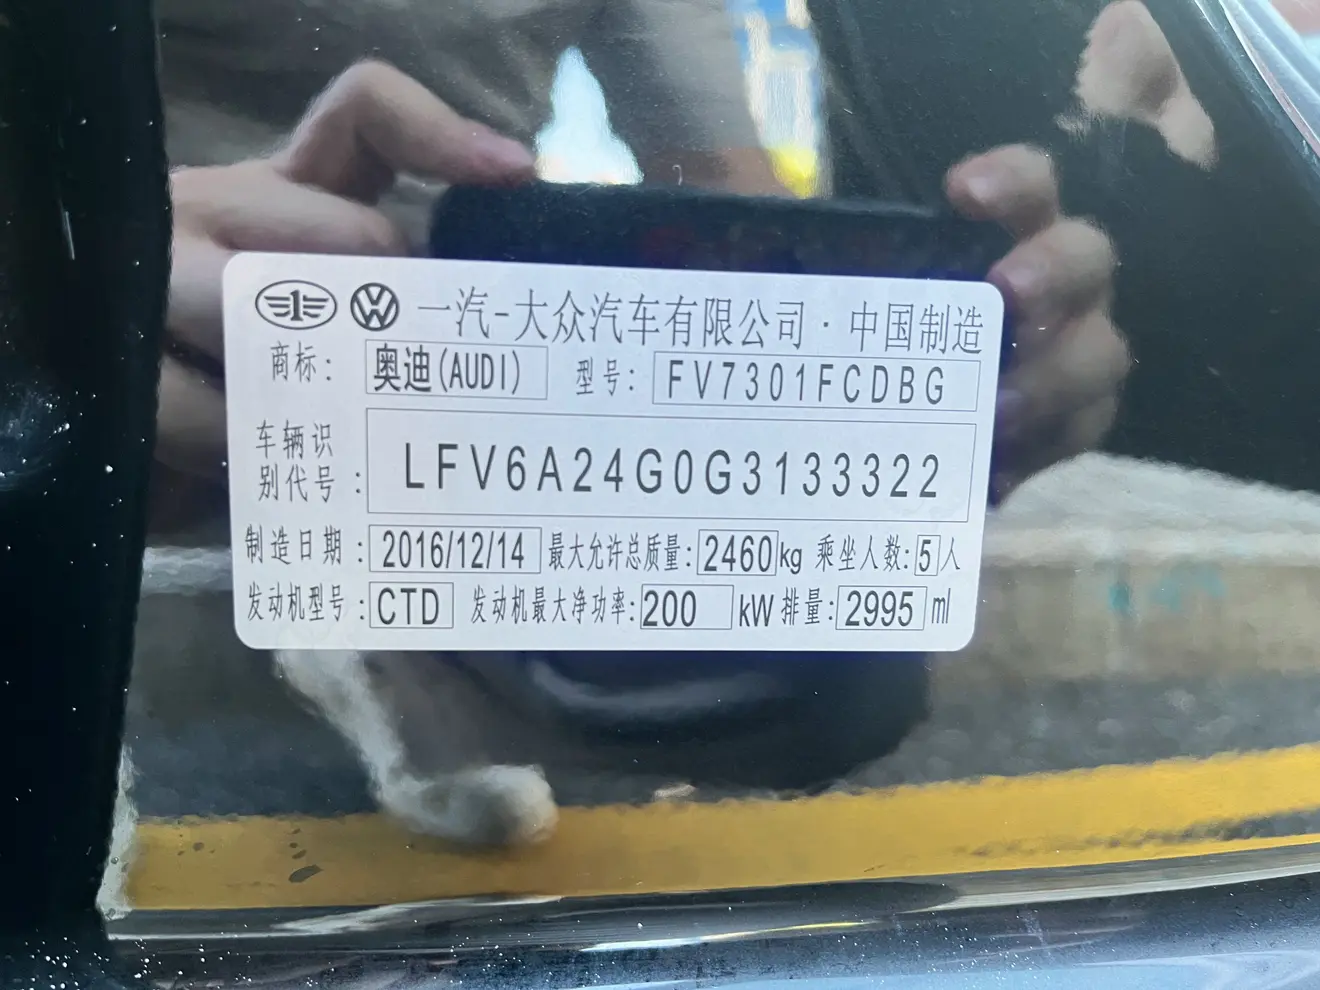 一汽-大众汽车有限公司·中国制造
商标: 奥迪(AUDI) 型号: FV7301FCDBG
车辆识别代号: LFV6A24G0G3133322
制造日期: 2016/12/14 最大允许总质量: 2460kg 乘坐人数: 5人
发动机型号: CTD 发动机最大净功率: 200 kW 排量: 2995 ml